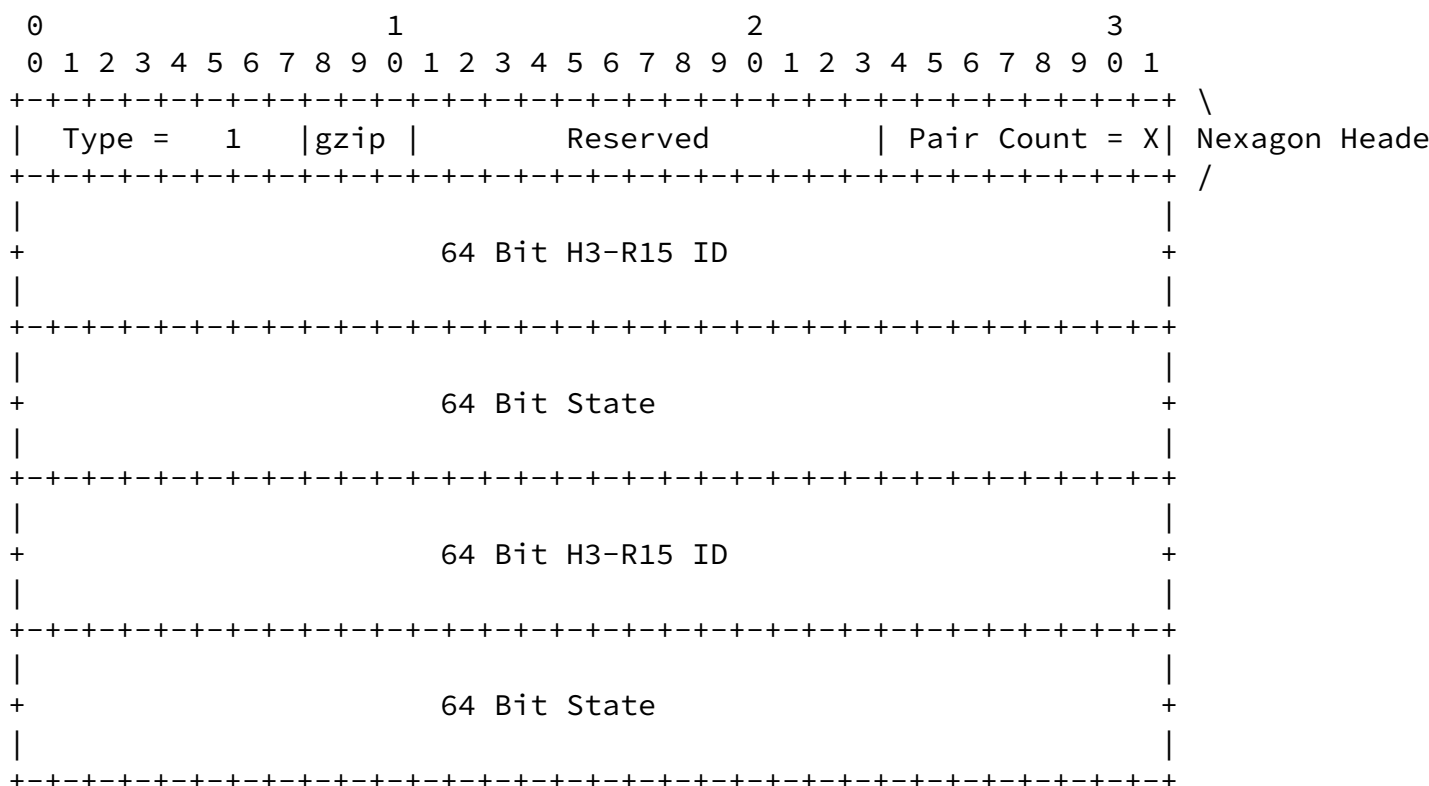 0                   1                   2                   3
 0 1 2 3 4 5 6 7 8 9 0 1 2 3 4 5 6 7 8 9 0 1 2 3 4 5 6 7 8 9 0 1
+-+-+-+-+-+-+-+-+-+-+-+-+-+-+-+-+-+-+-+-+-+-+-+-+-+-+-+-+-+-+-+-+ \
|  Type =   1   |gzip |        Reserved         | Pair Count = X| Nexagon Heade
+-+-+-+-+-+-+-+-+-+-+-+-+-+-+-+-+-+-+-+-+-+-+-+-+-+-+-+-+-+-+-+-+ /
|                                                               |
+                       64 Bit H3-R15 ID                        +
|                                                               |
+-+-+-+-+-+-+-+-+-+-+-+-+-+-+-+-+-+-+-+-+-+-+-+-+-+-+-+-+-+-+-+-+
|                                                               |
+                       64 Bit State                            +
|                                                               |
+-+-+-+-+-+-+-+-+-+-+-+-+-+-+-+-+-+-+-+-+-+-+-+-+-+-+-+-+-+-+-+-+
|                                                               |
+                       64 Bit H3-R15 ID                        +
|                                                               |
+-+-+-+-+-+-+-+-+-+-+-+-+-+-+-+-+-+-+-+-+-+-+-+-+-+-+-+-+-+-+-+-+
|                                                               |
+                       64 Bit State                            +
|                                                               |
+-+-+-+-+-+-+-+-+-+-+-+-+-+-+-+-+-+-+-+-+-+-+-+-+-+-+-+-+-+-+-+-+